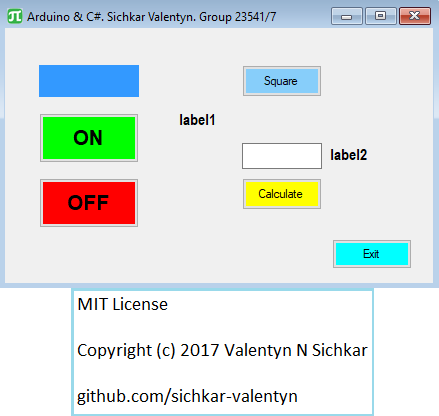 Arduino & C#. Sichkar Valentyn. Group 23541/7
Square
label1
ON
label2
OFF
Calculate
Exit
MIT License
Copyright (c) 2017 Valentyn N Sichkar
github.com/sichkar-valentyn